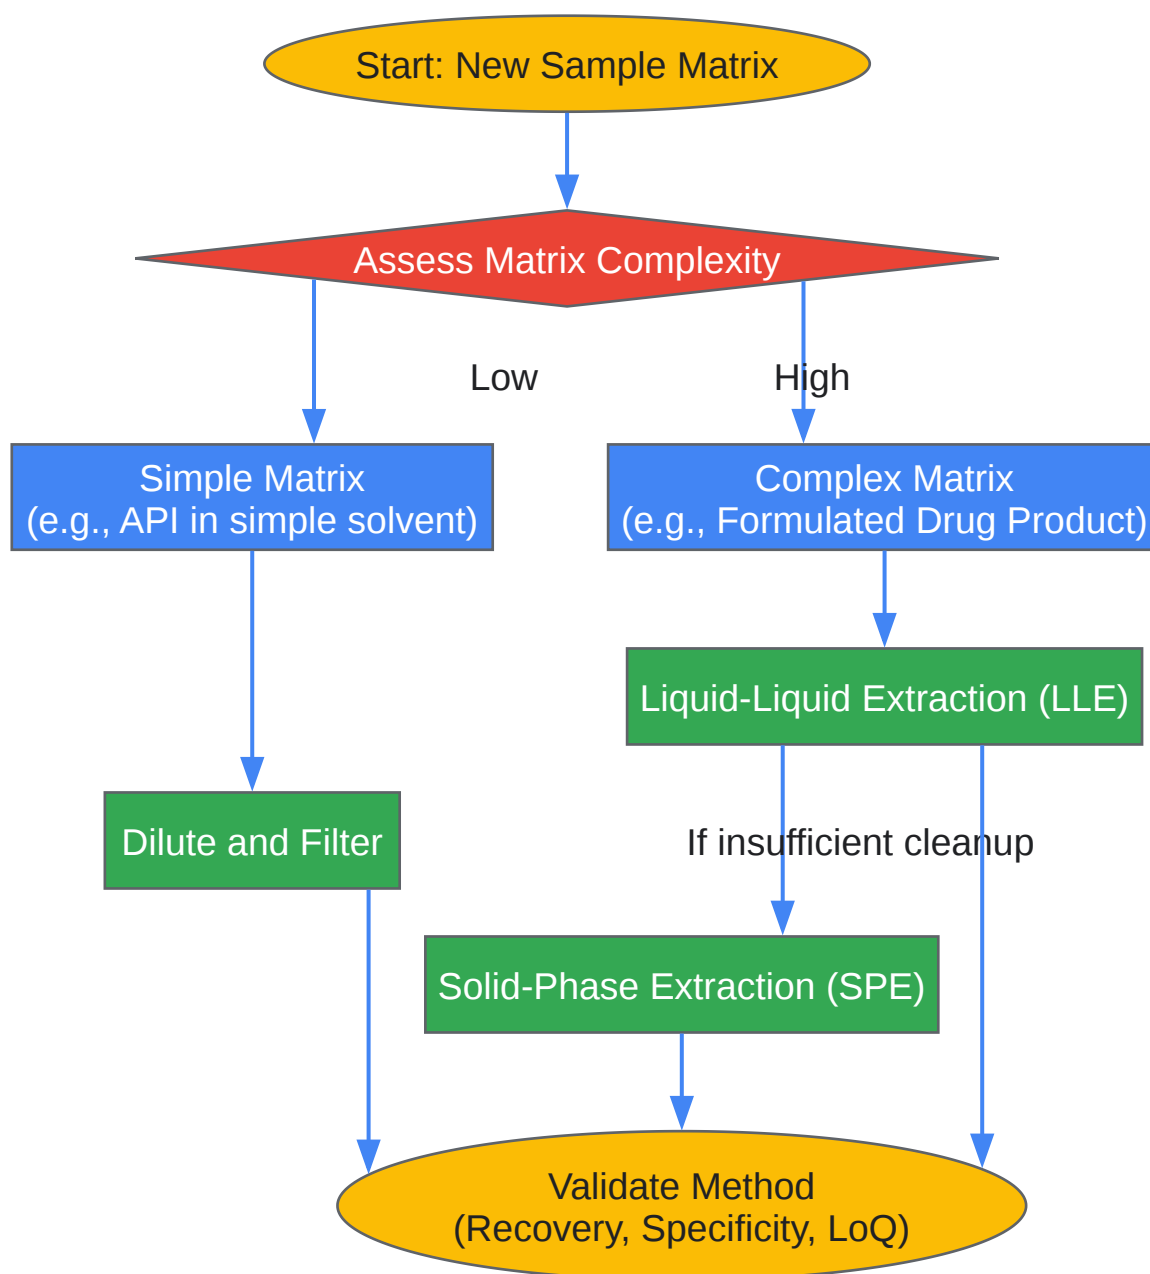 Start: New Sample Matrix
Assess Matrix Complexity
Low
High
Simple Matrix
(e.g., API in simple solvent)
Complex Matrix
(e.g., Formulated Drug Product)
Liquid-Liquid Extraction (LLE)
Dilute and Filter
If insufficient cleanup
Solid-Phase Extraction (SPE)
Validate Method
(Recovery, Specificity, LoQ)